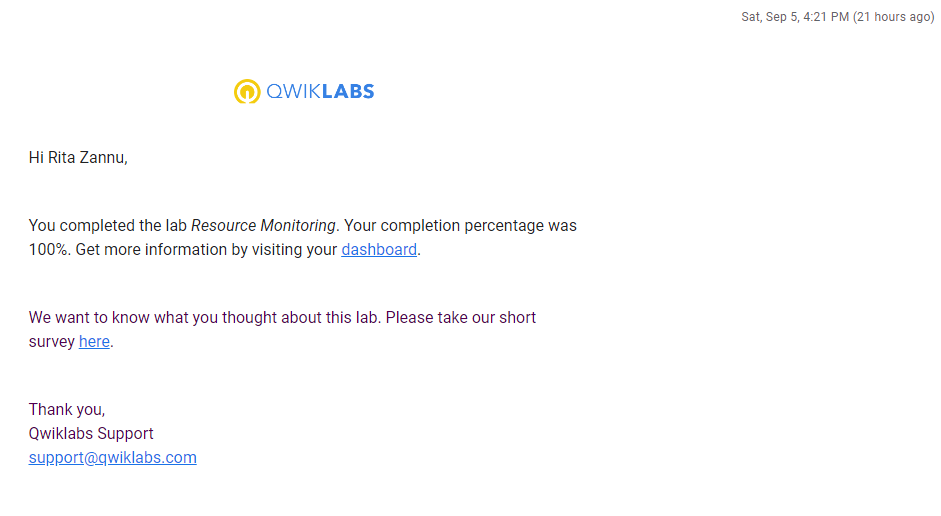 Sat, Sep 5, 4:21 PM (21 hours ago)
QWIKLABS
Hi Rita Zannu,
You completed the lab Resource Monitoring. Your completion percentage was
100%. Get more information by visiting your dashboard.
We want to know what you thought about this lab. Please take our short
survey here.
Thank you,
Qwiklabs Support
support@qwiklabs.com